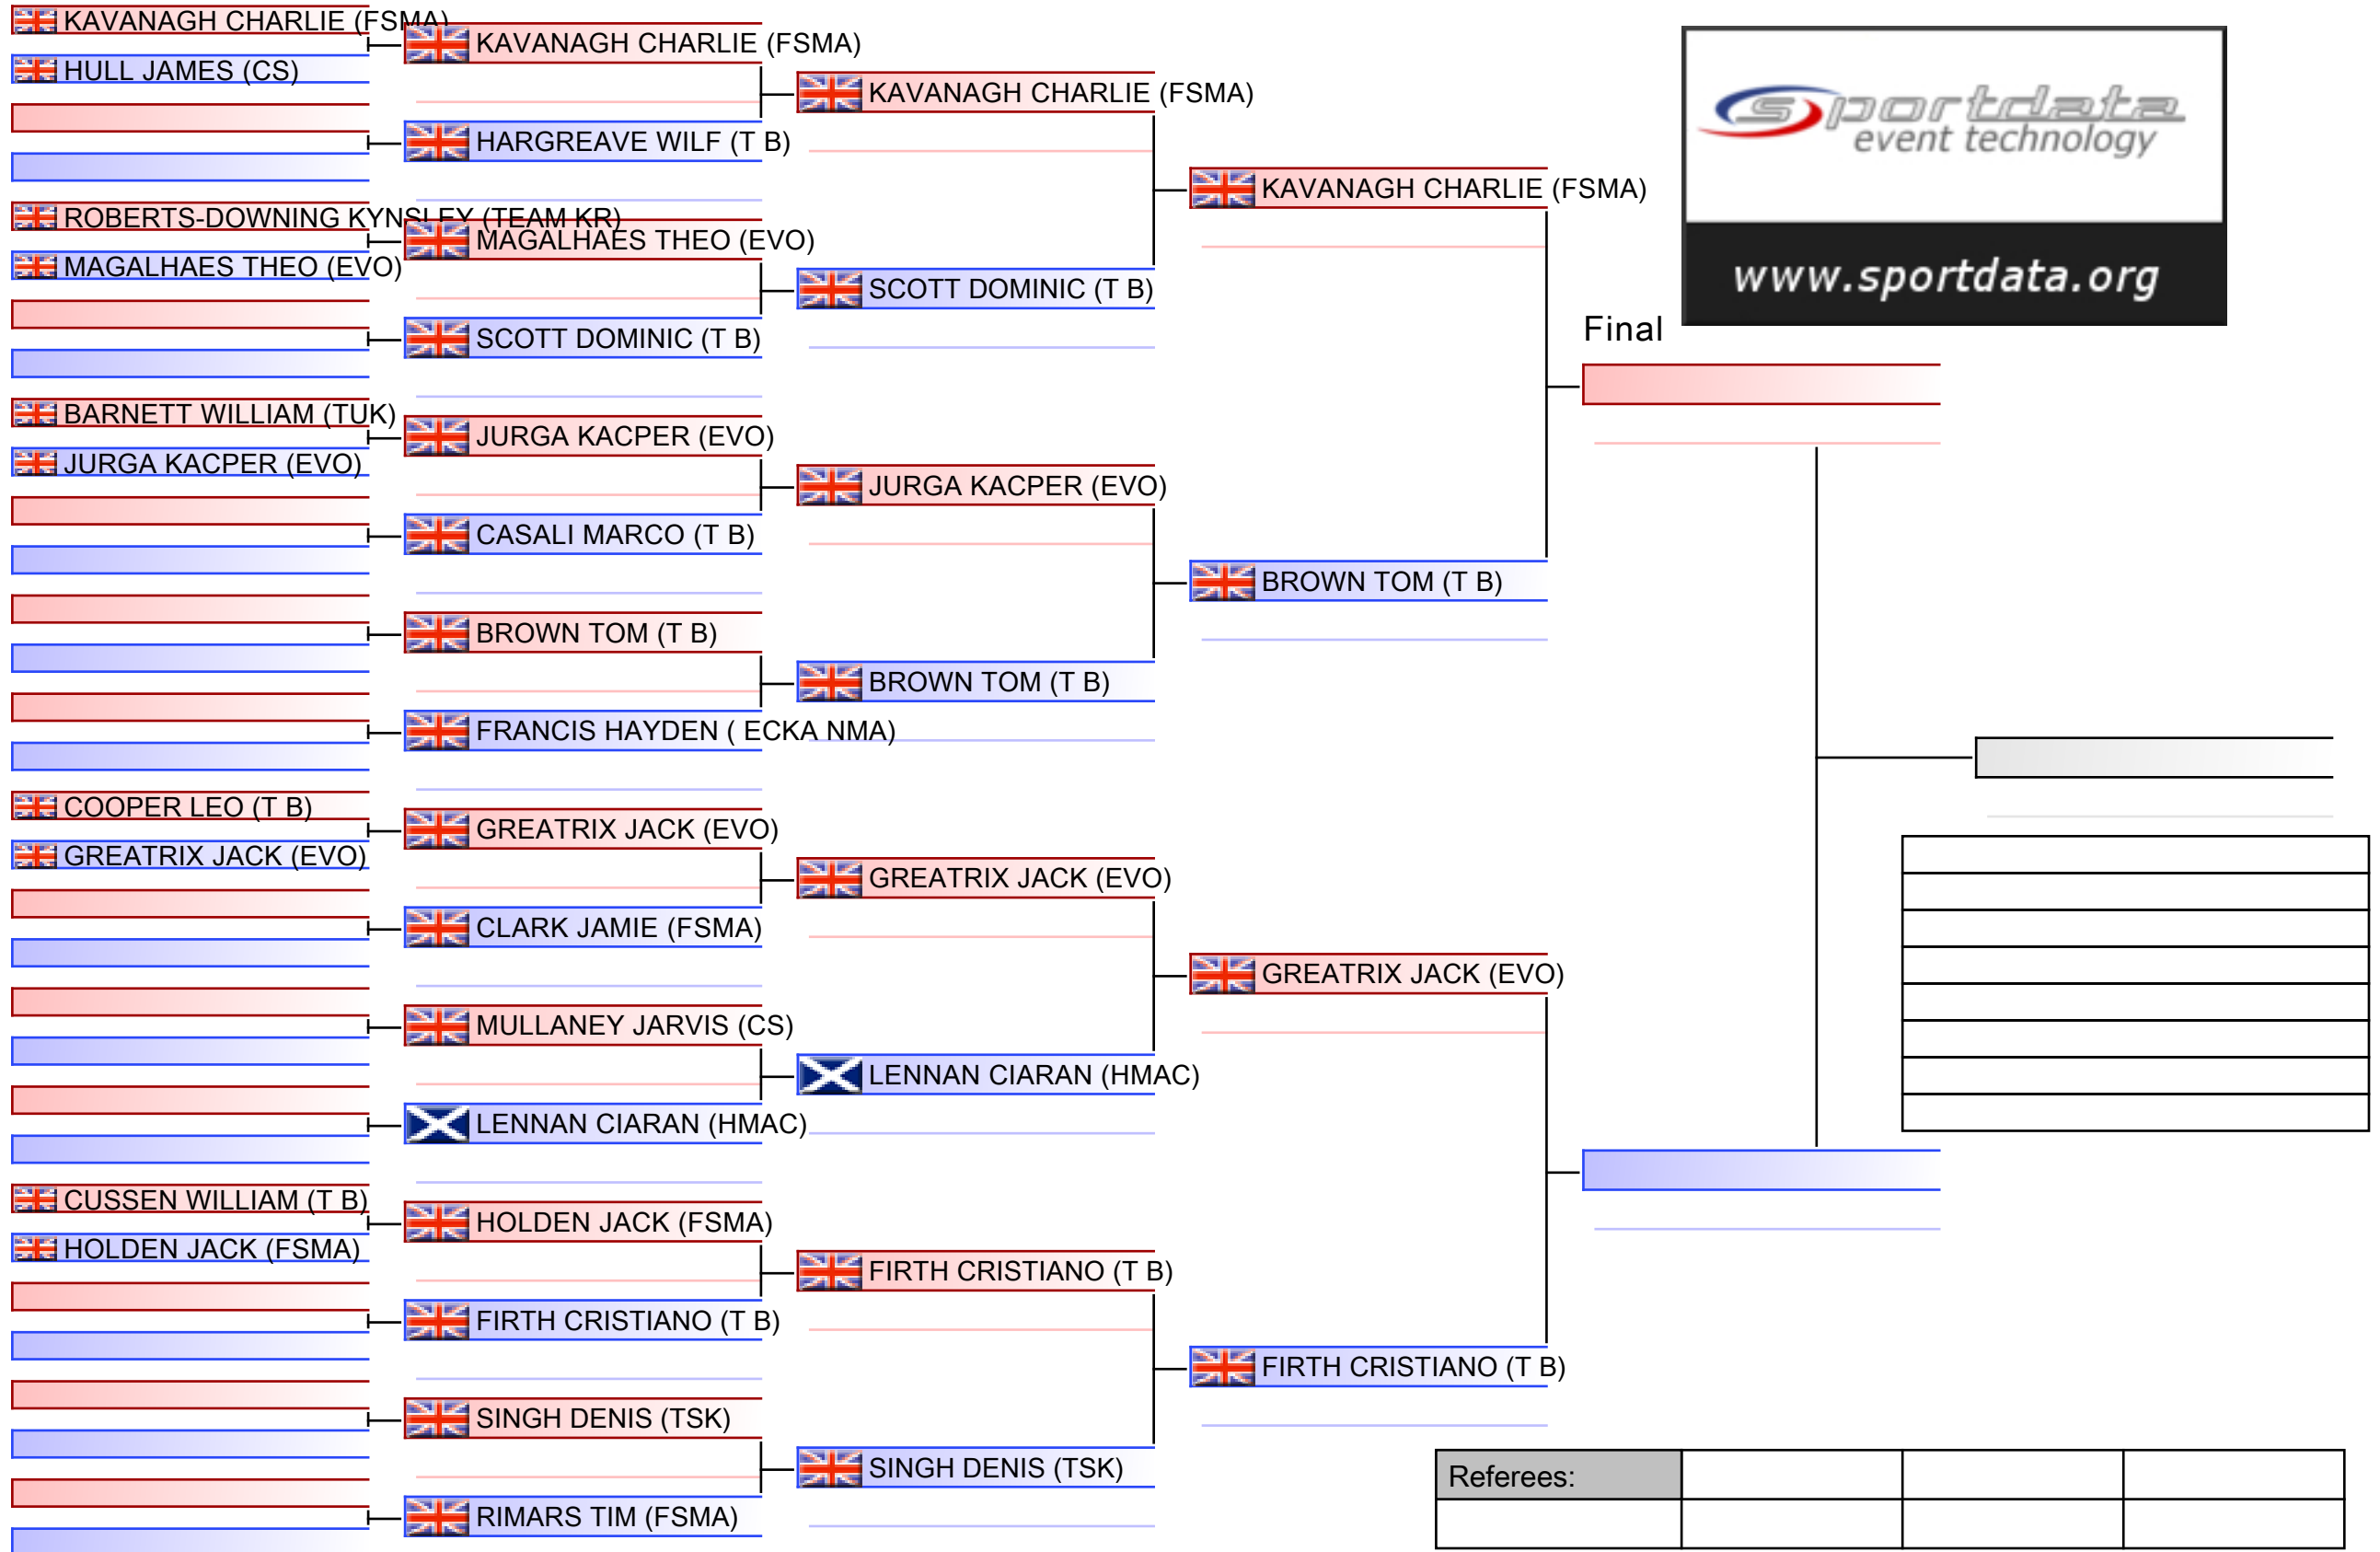 KAVANAGH CHARLIE (FSMA)
HULL JAMES (CS)
ROBERTS-DOWNING KYNSLEY (TEAM KR)
MAGALHAES THEO (EVO)
BARNETT WILLIAM (TUK)
JURGA KACPER (EVO)
COOPER LEO (T B)
GREATRIX JACK (EVO)
CUSSEN WILLIAM (T B)
HOLDEN JACK (FSMA)
KAVANAGH CHARLIE (FSMA)
HARGREAVE WILF (T B)
MAGALHAES THEO (EVO)
SCOTT DOMINIC (T B)
JURGA KACPER (EVO)
CASALI MARCO (T B)
BROWN TOM (T B)
FRANCIS HAYDEN ( ECKA NMA)
GREATRIX JACK (EVO)
CLARK JAMIE (FSMA)
MULLANEY JARVIS (CS)
LENNAN CIARAN (HMAC)
HOLDEN JACK (FSMA)
FIRTH CRISTIANO (T B)
SINGH DENIS (TSK)
RIMARS TIM (FSMA)
KAVANAGH CHARLIE (FSMA)
SCOTT DOMINIC (T B)
JURGA KACPER (EVO)
BROWN TOM (T B)
GREATRIX JACK (EVO)
LENNAN CIARAN (HMAC)
FIRTH CRISTIANO (T B)
SINGH DENIS (TSK)
KAVANAGH CHARLIE (FSMA)
BROWN TOM (T B)
GREATRIX JACK (EVO)
FIRTH CRISTIANO (T B)
sportdata
event technology
www.sportdata.org
Final
Referees: